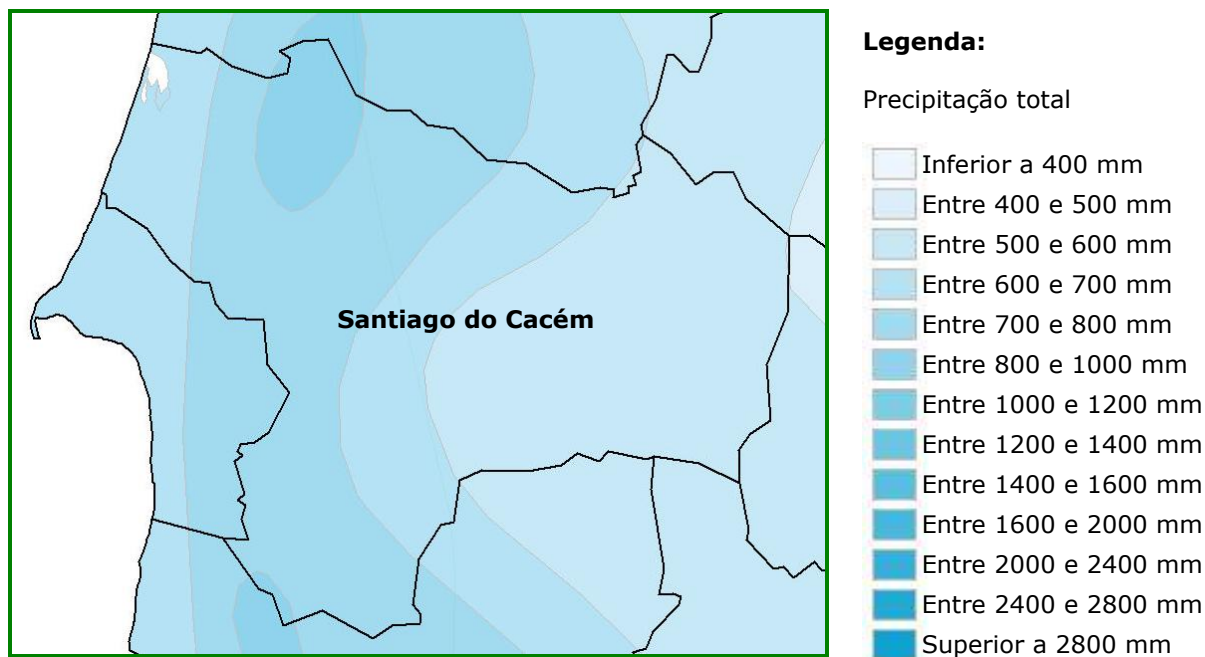 Santiago do Cacém
Legenda:
Precipitação total
Inferior a 400 mm
Entre 400 e 500 mm
Entre 500 e 600 mm
Entre 600 e 700 mm
Entre 700 e 800 mm
Entre 800 e 1000 mm
Entre 1000 e 1200 mm
Entre 1200 e 1400 mm
Entre 1400 e 1600 mm
Entre 1600 e 2000 mm
Entre 2000 e 2400 mm
Entre 2400 e 2800 mm
Superior a 2800 mm